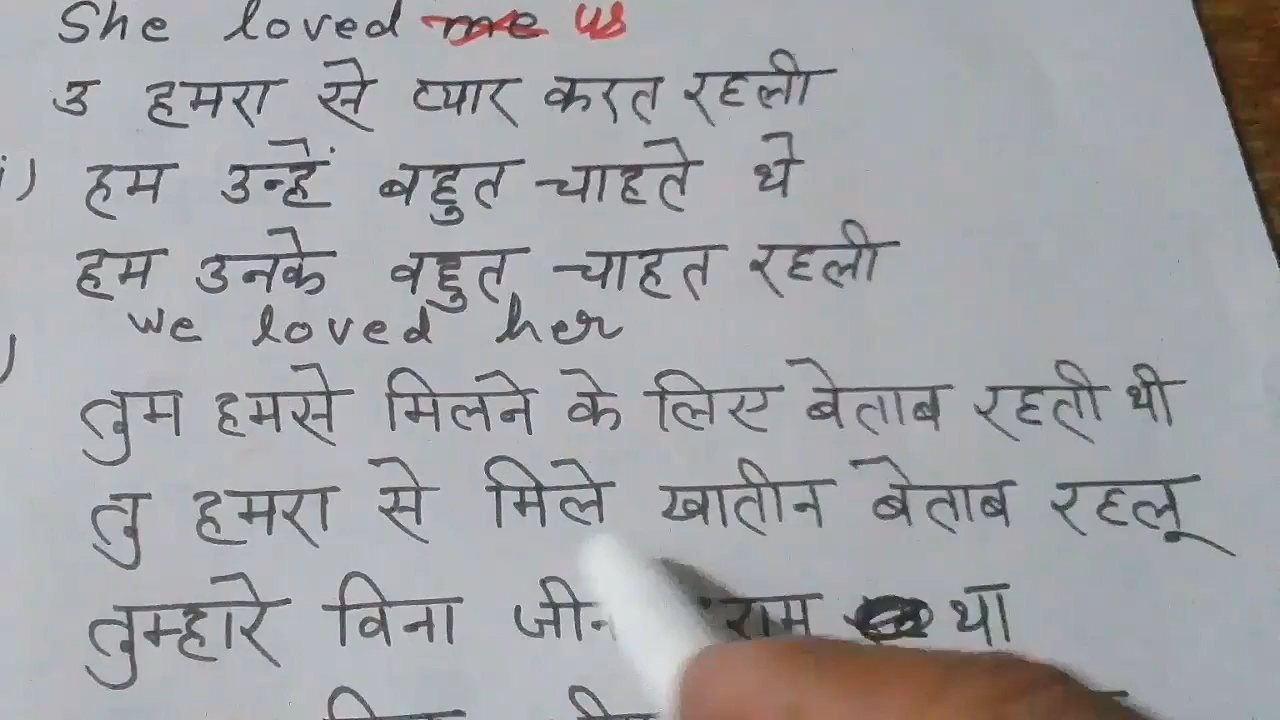 She loved me us
उ हमरा से प्यार करत रहली
i) हम उन्हें बहुत चाहते थे
हम उनके बहुत चाहत रहली
we loved her
) तुम हमसे मिलने के लिए बेताब रहती थी
तु हमरा से मिले खातीन बेताब रहलू
तुम्हारे विना था